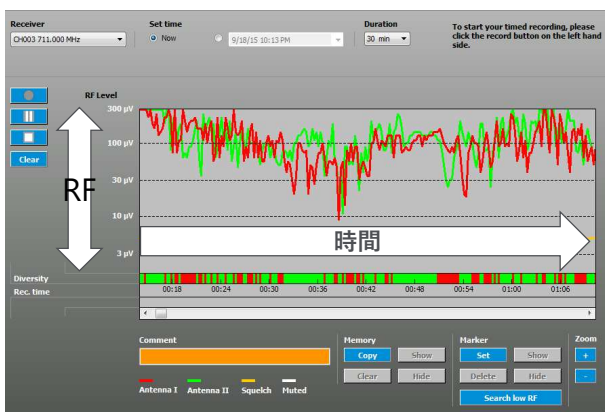 Receiver
Set time
Duration
To start your timed recording, please
click the record button on the left hand
side.
CH003 711.000 MHz
Now
9/18/15 10:13 PM
30 min
RF Level
300 µV
100 µV
30 µV
10 µV
3 µV
Clear
RF
時間
Diversity
Rec. time
00:18
00:24
00:30
00:36
00:42
00:48
00:54
01:00
01:06
Comment
Memory
Marker
Zoom
Copy
Show
Set
Show
+
Clear
Hide
Delete
Hide
-
Antenna I
Antenna II
Squelch
Muted
Search low RF